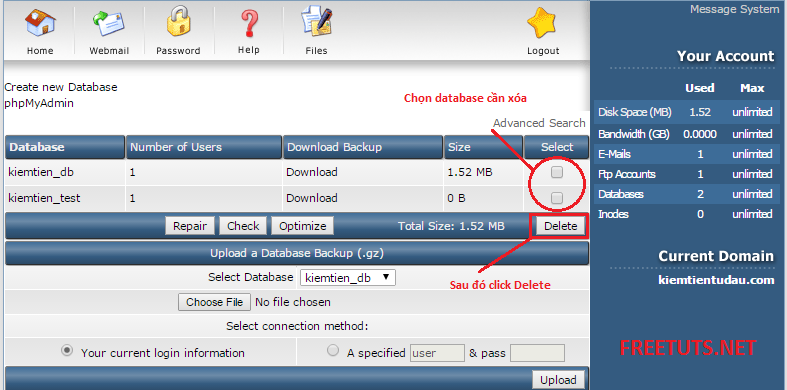 Message System
Home
Webmail
Password
Help
Files
Logout
Your Account
Used Max
Disk Space (MB) 1.52 unlimited
Bandwidth (GB) 0.0000 unlimited
E-Mails 1 unlimited
Ftp Accounts 1 unlimited
Databases 2 unlimited
Inodes 0 unlimited
Current Domain
kiemtientudau.com
FREETUTS.NET
Create new Database
phpMyAdmin
Chọn database cần xóa
Advanced Search
Database Number of Users Download Backup Size Select
kiemtien_db 1 Download 1.52 MB
kiemtien_test 1 Download 0 B
Repair Check Optimize Total Size: 1.52 MB Delete
Upload a Database Backup (.gz)
Select Database kiemtien_db
Sau đó click Delete
Choose File No file chosen
Select connection method:
Your current login information A specified user & pass
Upload